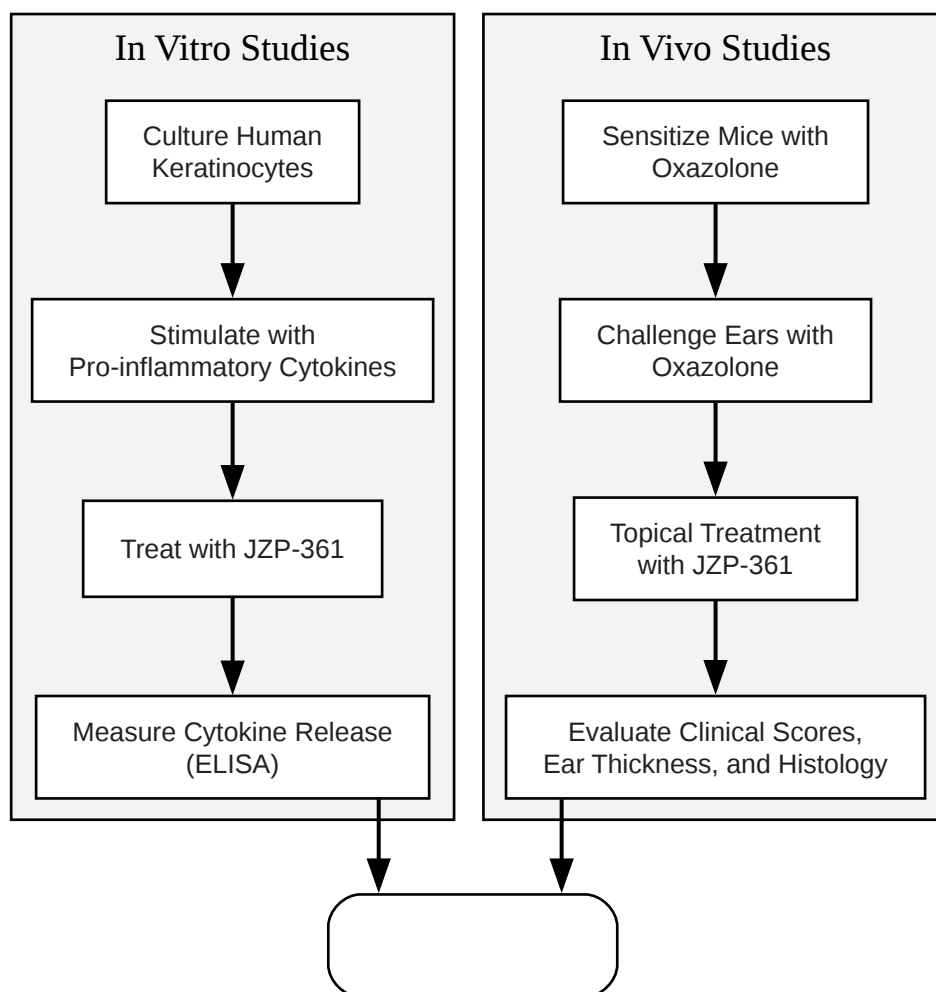 In Vitro Studies
Culture Human
Keratinocytes
Stimulate with
Pro-inflammatory Cytokines
Treat with JZP-361
Measure Cytokine Release
(ELISA)
In Vivo Studies
Sensitize Mice with
Oxazolone
Challenge Ears with
Oxazolone
Topical Treatment
with JZP-361
Evaluate Clinical Scores,
Ear Thickness, and Histology